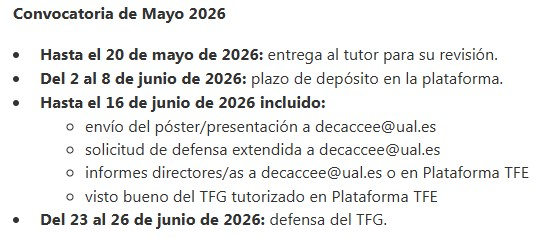 Convocatoria de Mayo 2026
• Hasta el 20 de mayo de 2026: entrega al tutor para su revisión.
• Del 2 al 8 de junio de 2026: plazo de depósito en la plataforma.
• Hasta el 16 de junio de 2026 incluido:
○ envío del póster/presentación a decaccee@ual.es
○ solicitud de defensa extendida a decaccee@ual.es
○ informes directores/as a decaccee@ual.es o en Plataforma TFE
○ visto bueno del TFG tutorizado en Plataforma TFE
• Del 23 al 26 de junio de 2026: defensa del TFG.